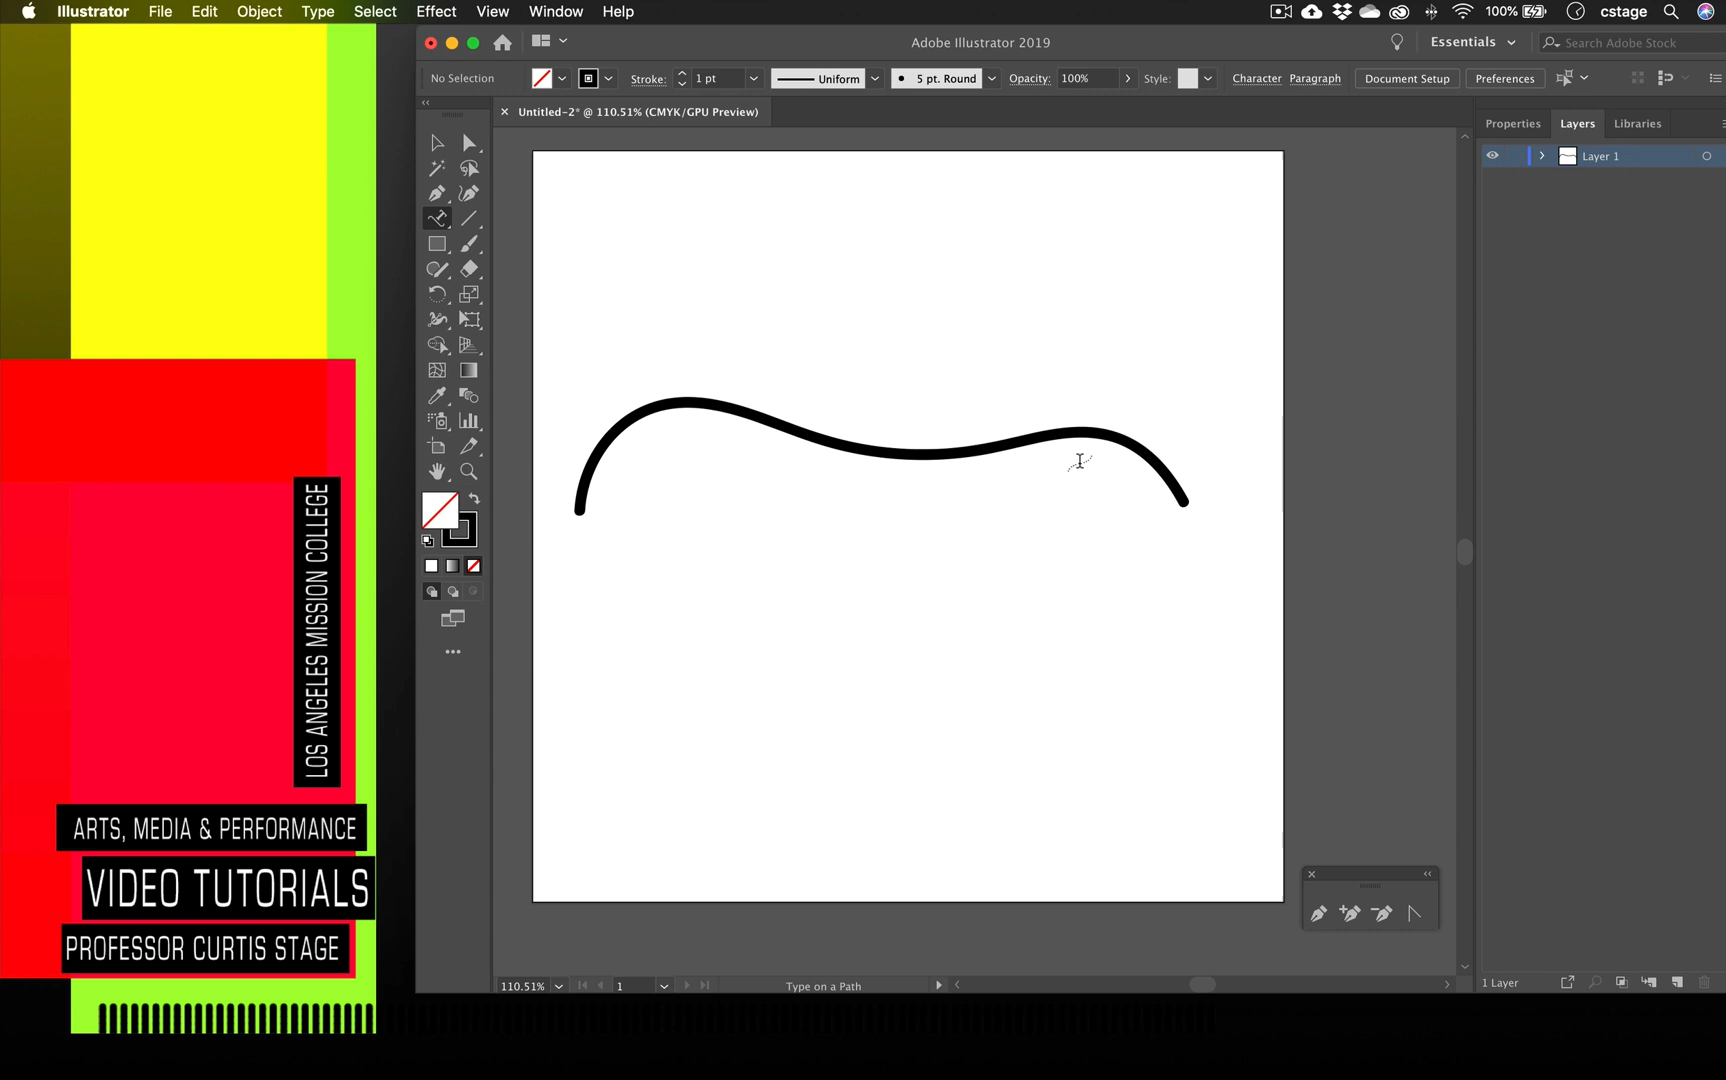 Illustrator File Edit Object Type Select Effect View Window Help 100% cstage
Adobe Illustrator 2019 Essentials Search Adobe Stock
No Selection Stroke: 1 pt Uniform 5 pt. Round Opacity: 100% Style: Character Paragraph Document Setup Preferences
Untitled-2* @ 110.51% (CMYK/GPU Preview)
Properties Layers Libraries
Layer 1
LOS ANGELES MISSION COLLEGE
ARTS, MEDIA & PERFORMANCE
VIDEO TUTORIALS
PROFESSOR CURTIS STAGE
110.51% 1 Type on a Path 1 Layer